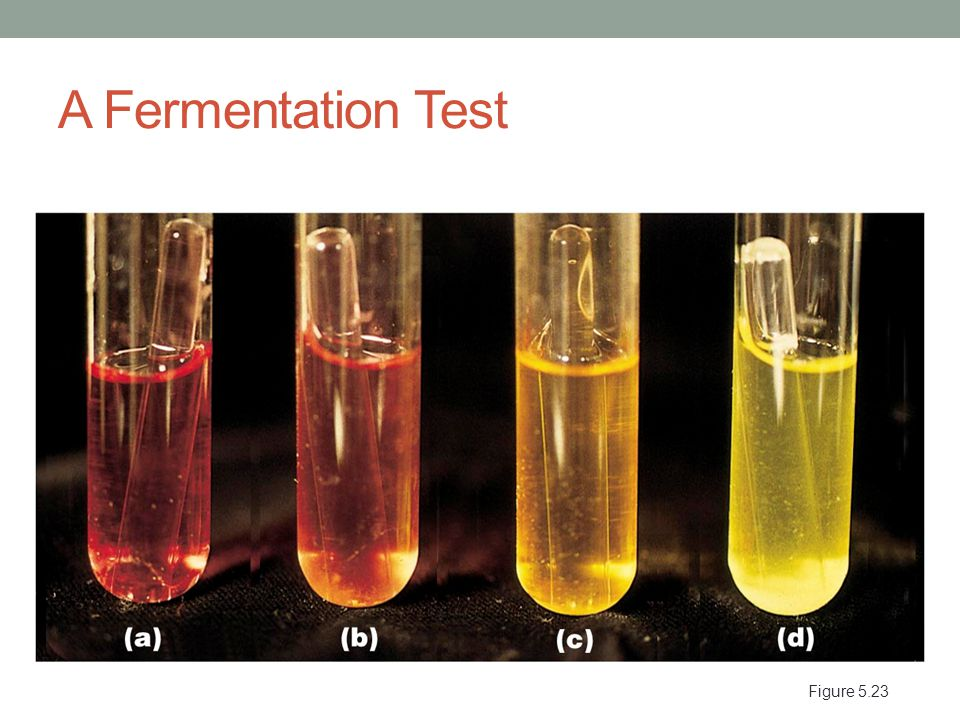 A Fermentation Test
(a) (b) (c) (d)
Figure 5.23